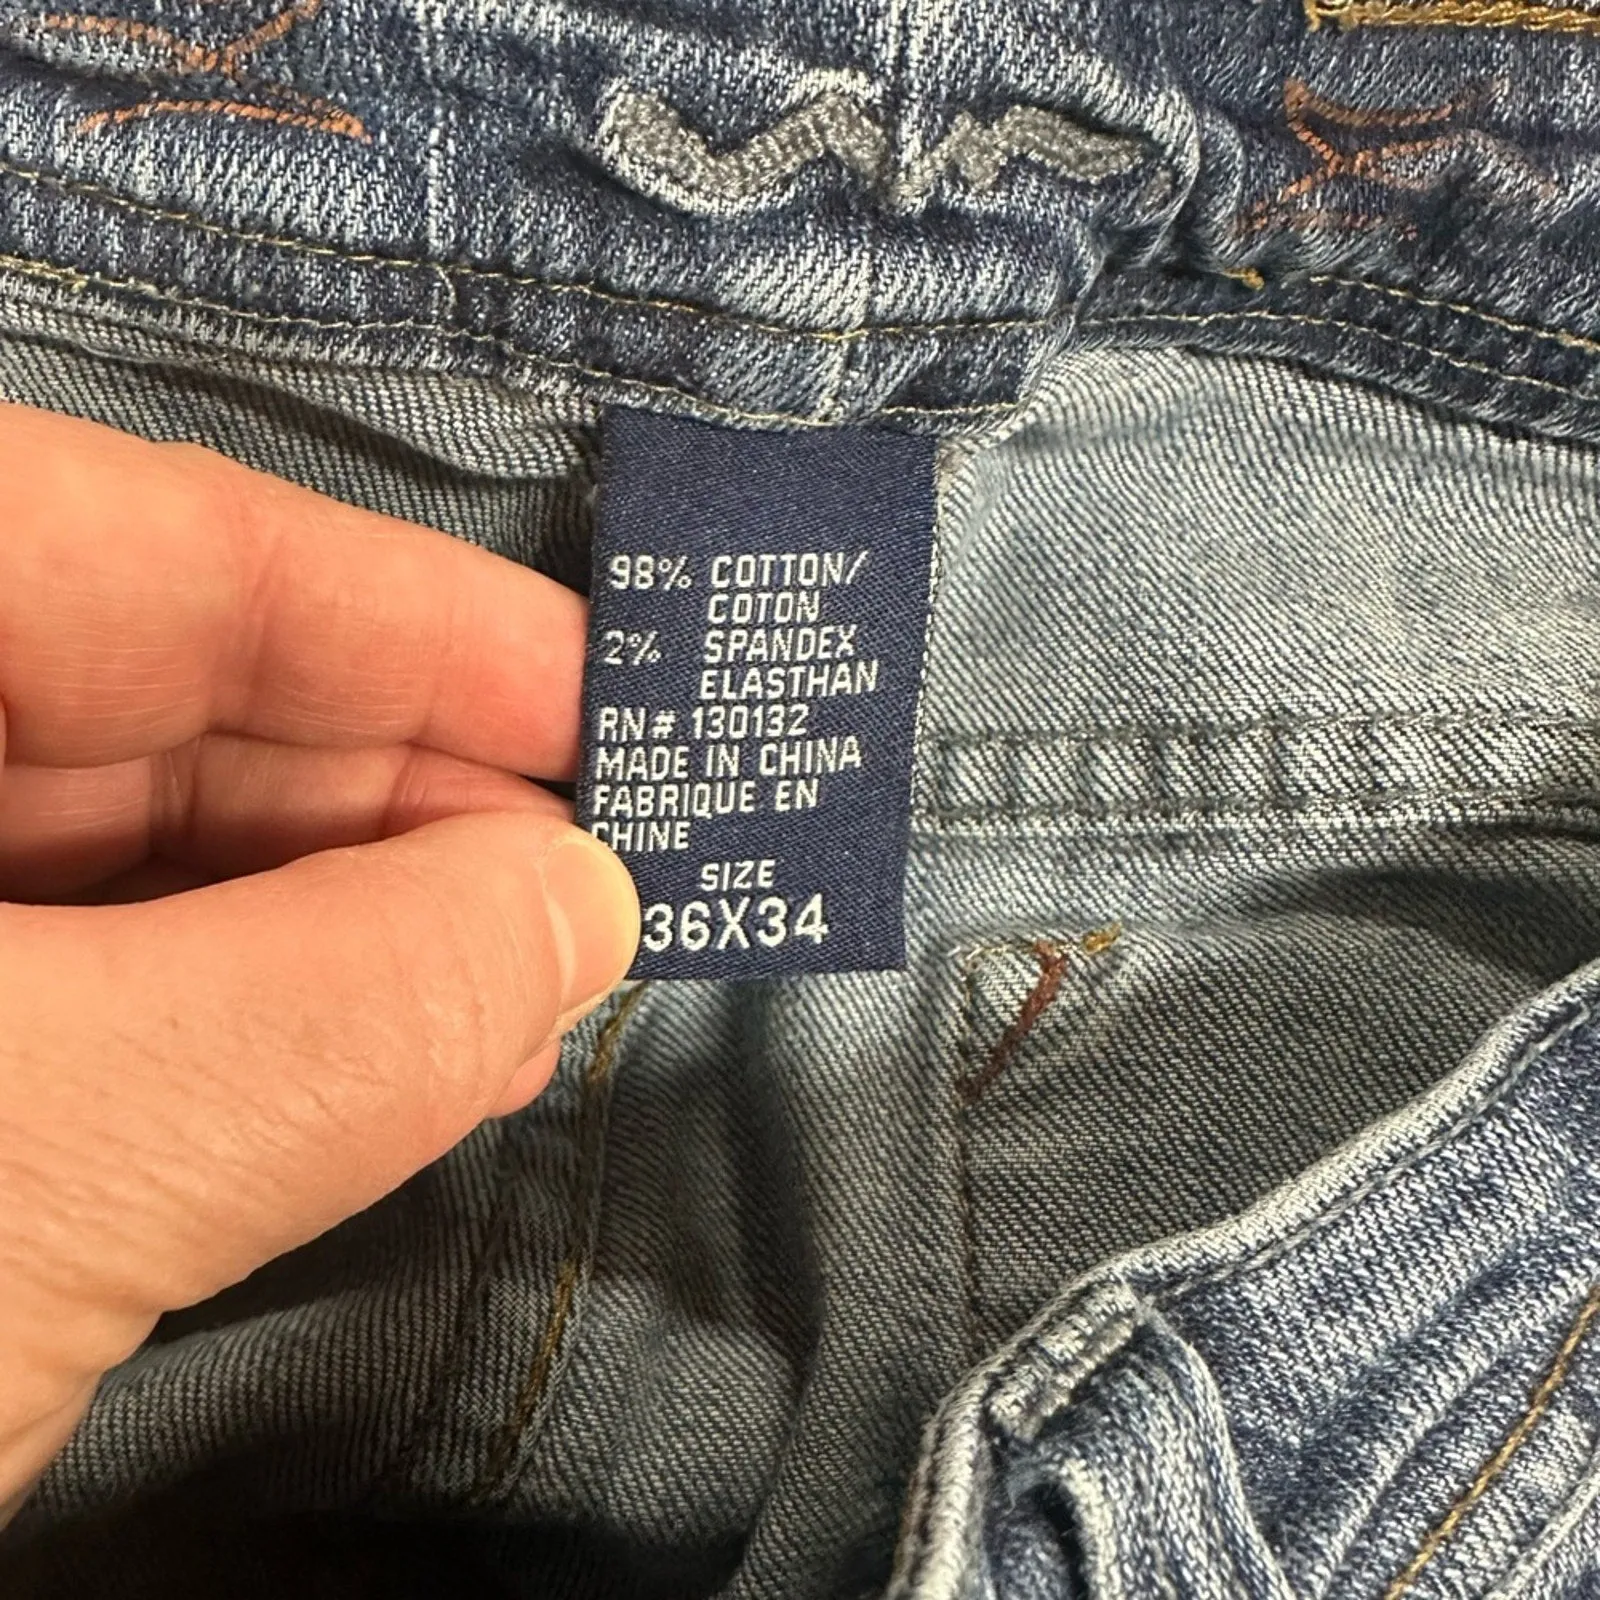 98% COTTON/
COTON
2% SPANDEX
ELASTHAN
RN# 130132
MADE IN CHINA
FABRIQUE EN
CHINE
SIZE
36X34